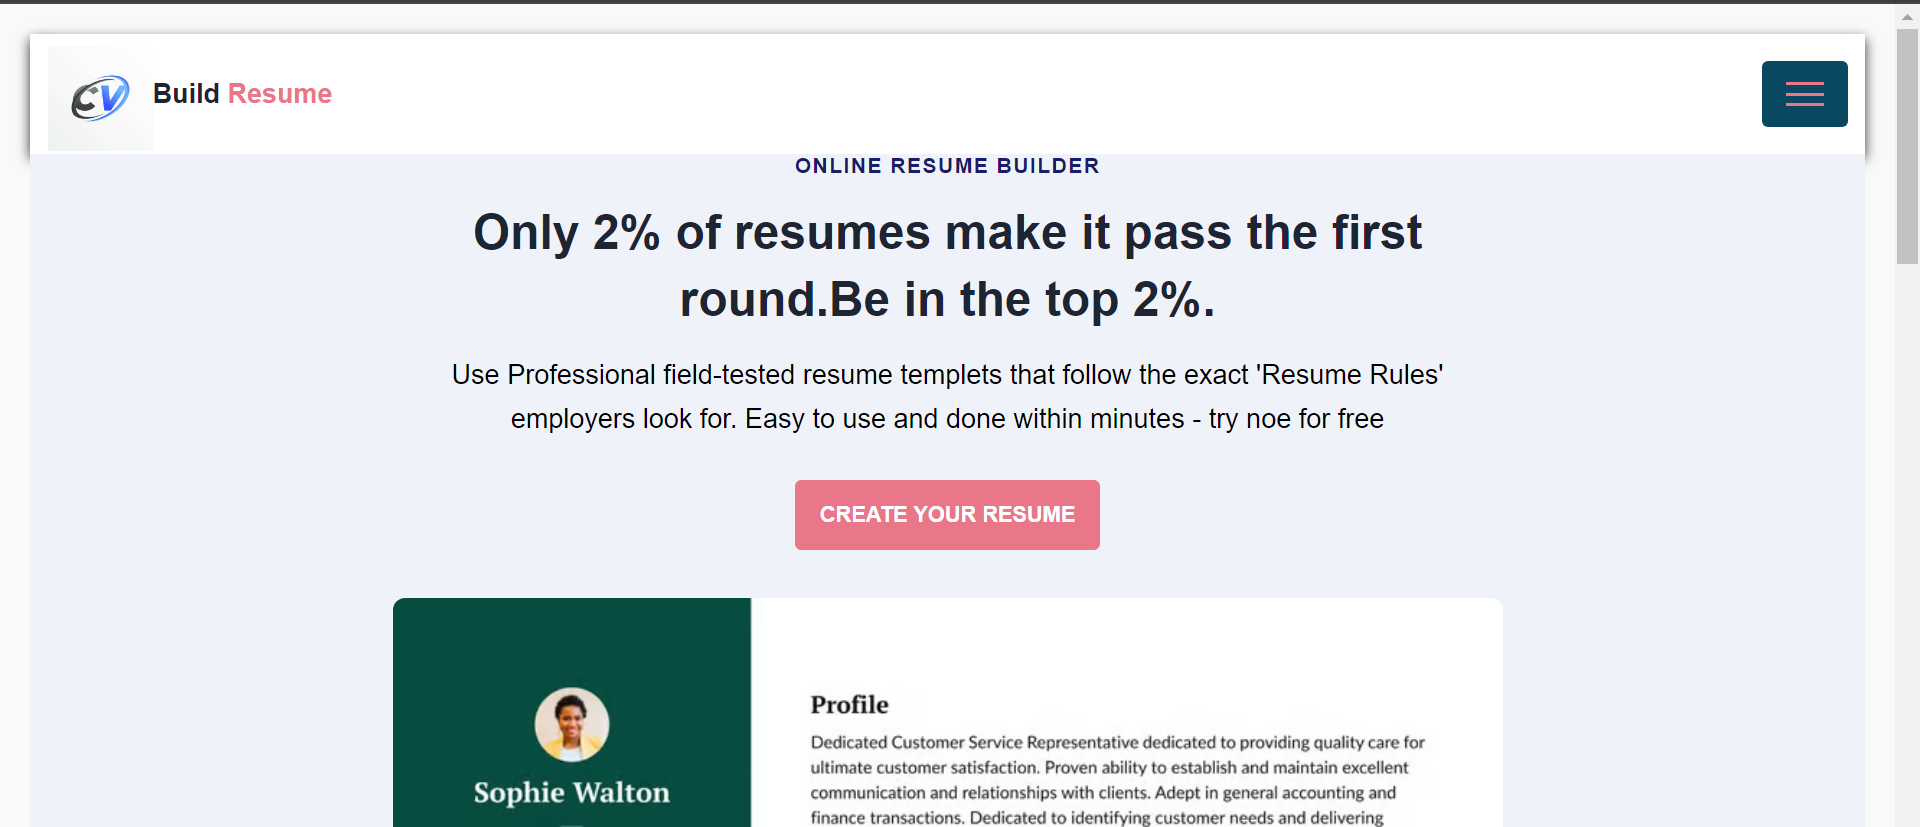 CV
Build Resume
ONLINE RESUME BUILDER
Only 2% of resumes make it pass the first
round.Be in the top 2%.
Use Professional field-tested resume templets that follow the exact 'Resume Rules'
employers look for. Easy to use and done within minutes - try noe for free
CREATE YOUR RESUME
Sophie Walton
Profile
Dedicated Customer Service Representative dedicated to providing quality care for
ultimate customer satisfaction. Proven ability to establish and maintain excellent
communication and relationships with clients. Adept in general accounting and
finance transactions. Dedicated to identifying customer needs and delivering